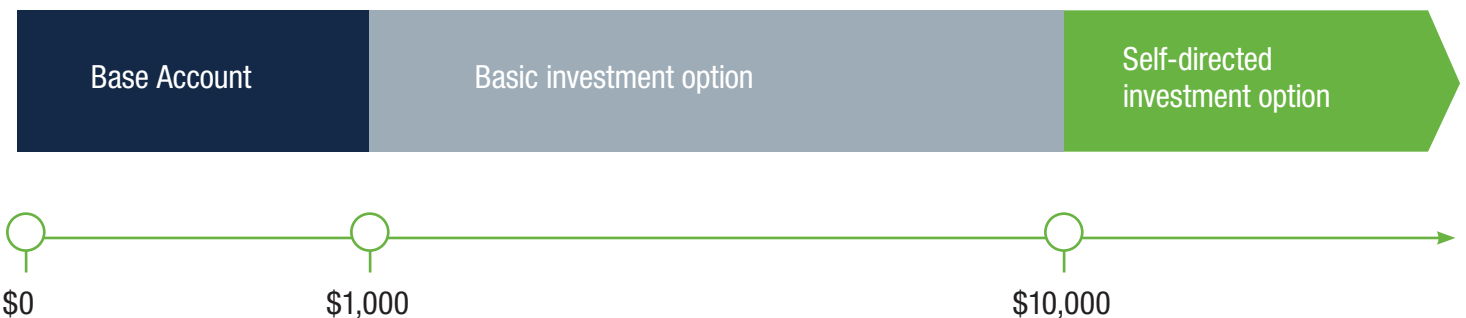 Base Account
Basic investment option
Self-directed
investment option
$0
$1,000
$10,000